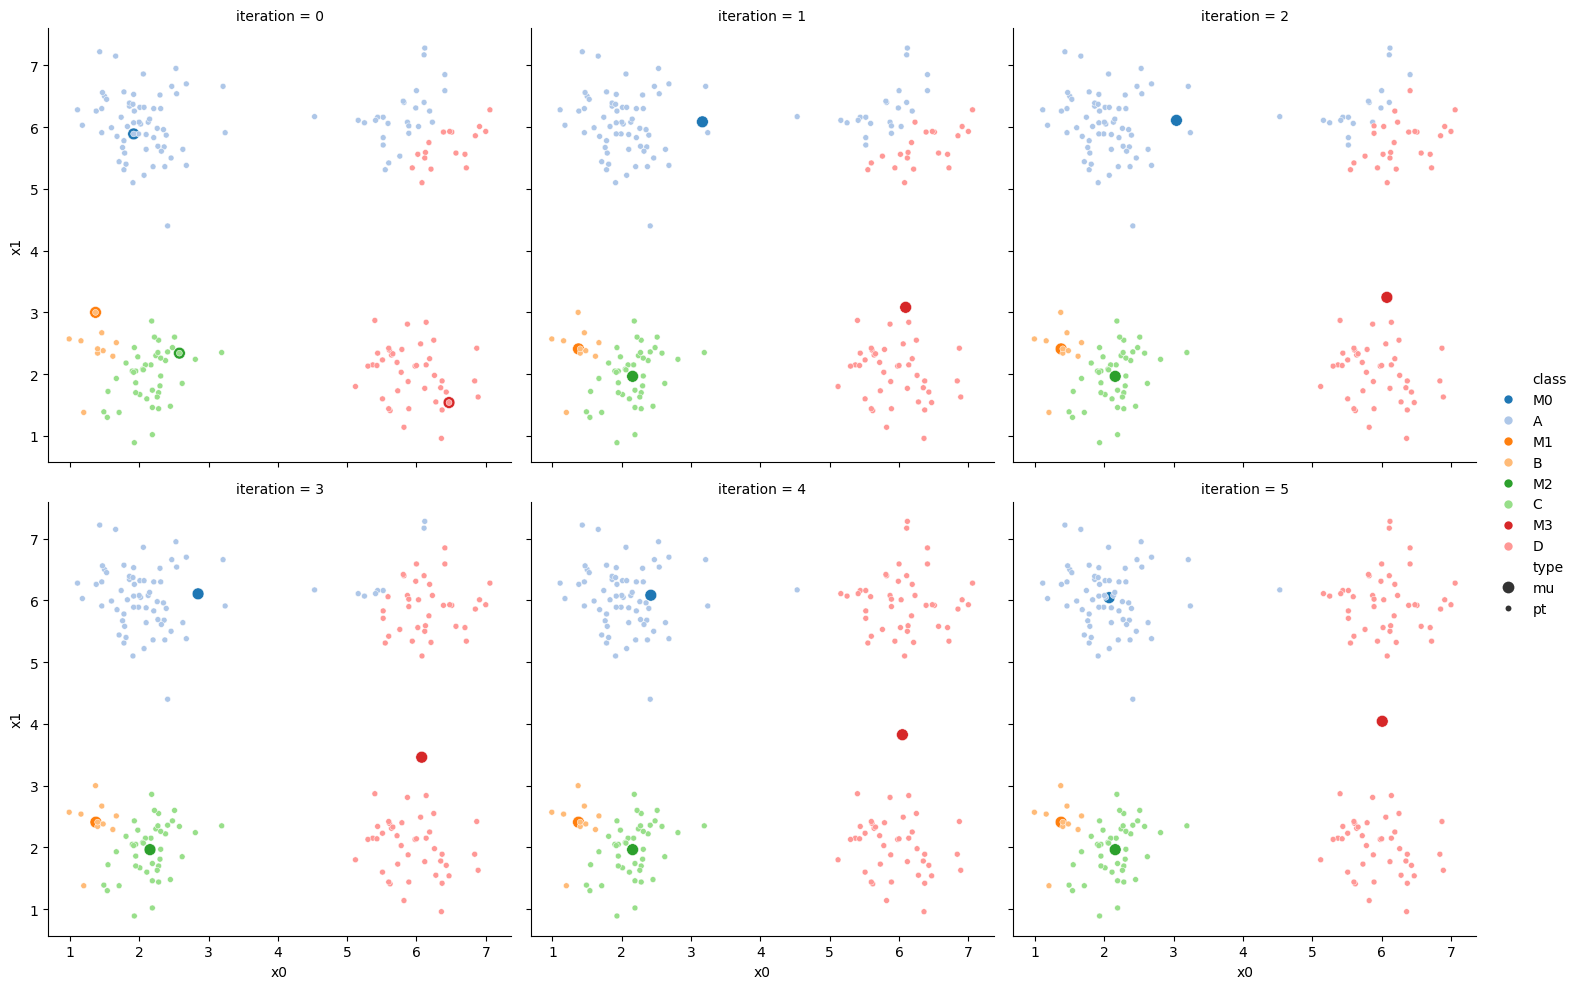 iteration = 0
iteration = 1
iteration = 2
7
6
5
4
3
2
1
x1
iteration = 3
iteration = 4
iteration = 5
7
6
5
4
3
2
1
x1
1 2 3 4 5 6 7
1 2 3 4 5 6 7
1 2 3 4 5 6 7
x0
x0
x0
class
M0
A
M1
B
M2
C
M3
D
type
mu
pt